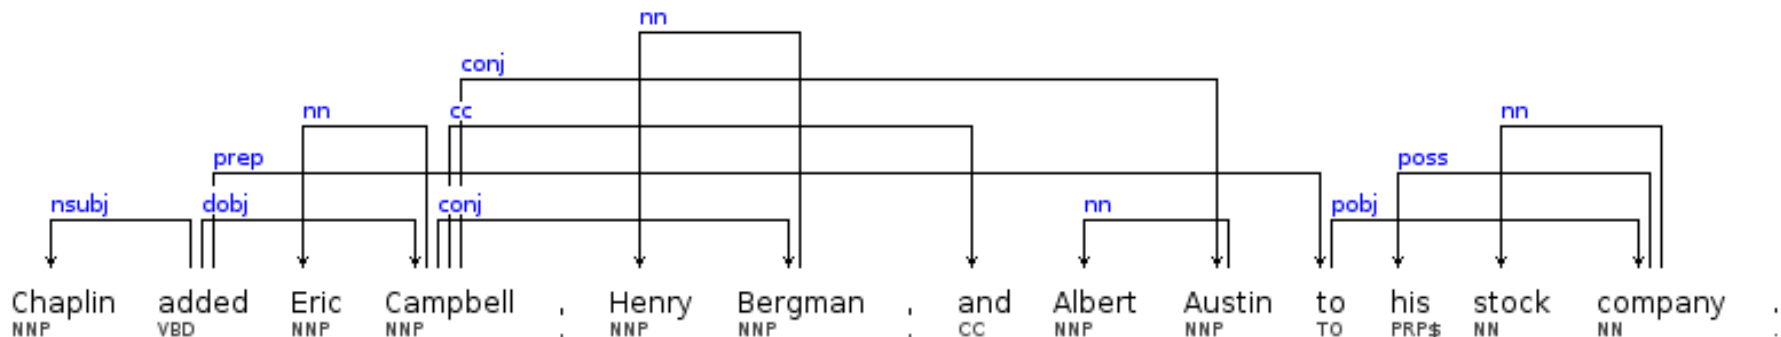 nn
conj
nn cc nn
prep poss
nsubj dobj conj nn pobj
Chaplin added Eric Campbell , Henry Bergman , and Albert Austin to his stock company .
NNP VBD NNP NNP , NNP NNP , CC NNP NNP TO PRP$ NN NN .